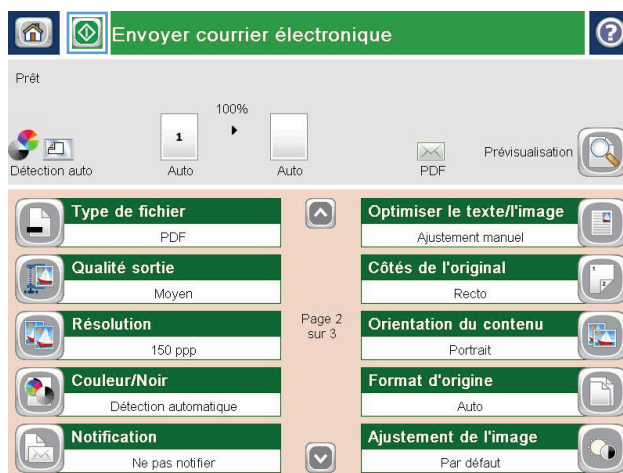 Envoyer courrier électronique
Prêt
100%
1
Détection auto
Auto
Auto
PDF
Prévisualisation
Type de fichier
PDF
Qualité sortie
Moyen
Résolution
150 ppp
Couleur/Noir
Détection automatique
Notification
Ne pas notifier
Page 2
sur 3
Optimiser le texte/l'image
Ajustement manuel
Côtés de l'original
Recto
Orientation du contenu
Portrait
Format d'origine
Auto
Ajustement de l'image
Par défaut